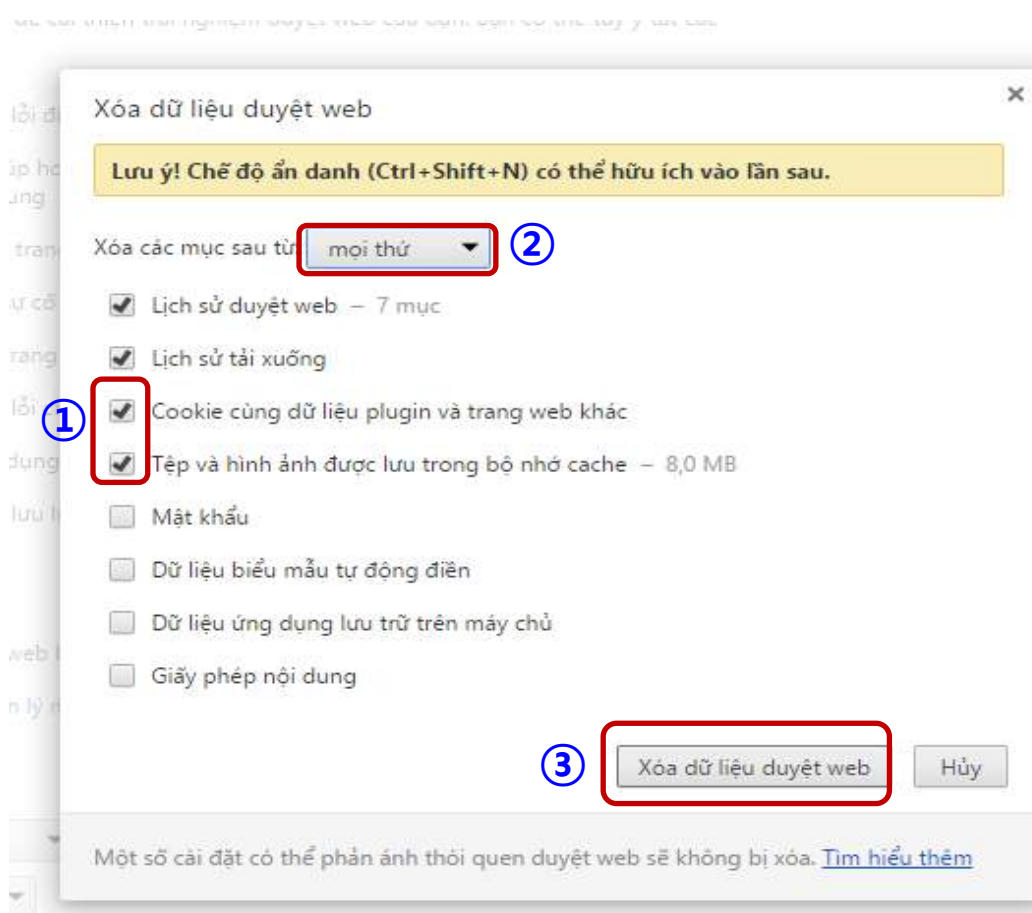 Xóa dữ liệu duyệt web
×
Lưu ý! Chế độ ẩn danh (Ctrl+Shift+N) có thể hữu ích vào lần sau.
Xóa các mục sau từ mọi thứ ②
Lịch sử duyệt web – 7 mục
Lịch sử tải xuống
① Cookie cùng dữ liệu plugin và trang web khác
Tệp và hình ảnh được lưu trong bộ nhớ cache – 8,0 MB
Mật khẩu
Dữ liệu biểu mẫu tự động điền
Dữ liệu ứng dụng lưu trữ trên máy chủ
Giấy phép nội dung
③ Xóa dữ liệu duyệt web Hủy
Một số cài đặt có thể phản ánh thói quen duyệt web sẽ không bị xóa. Tìm hiểu thêm